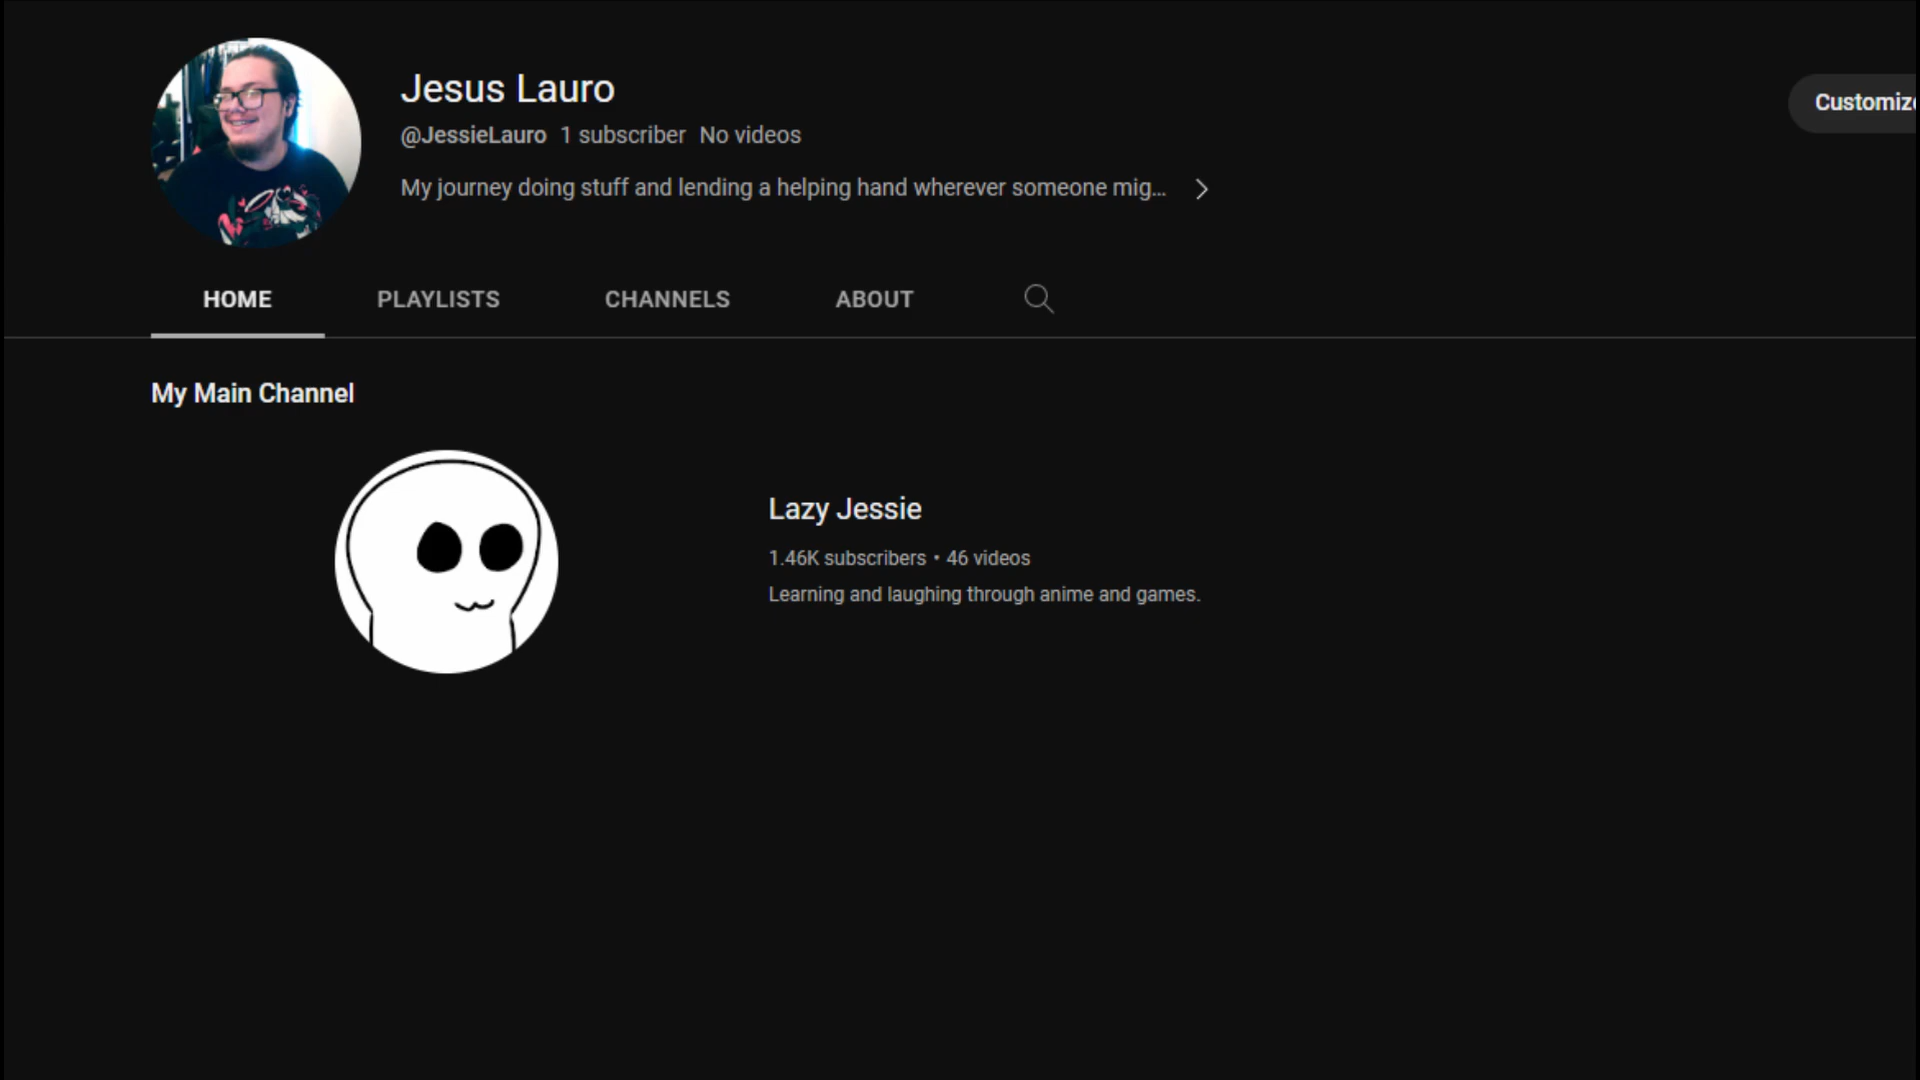 Jesus Lauro
Customize
@JessieLauro 1 subscriber No videos
My journey doing stuff and lending a helping hand wherever someone mig...
HOME PLAYLISTS CHANNELS ABOUT
My Main Channel
Lazy Jessie
1.46K subscribers • 46 videos
Learning and laughing through anime and games.